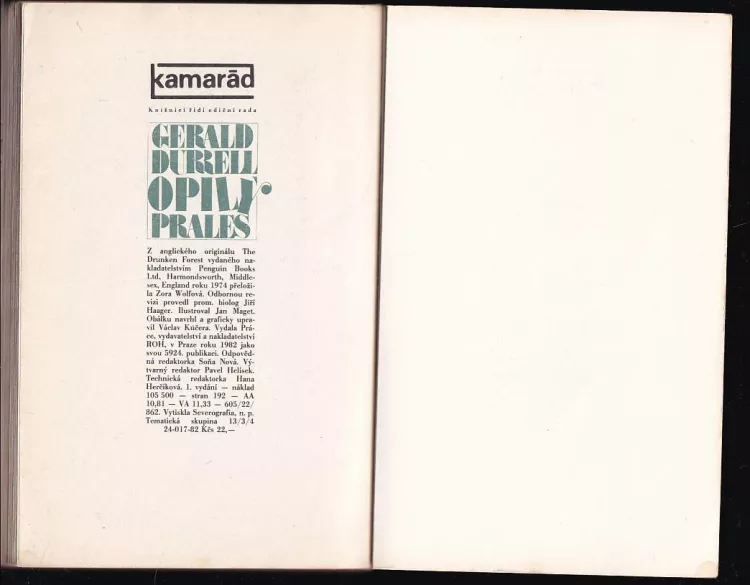 kamarād
Knižnici řídí ediční rada
GERALD
DURRELL
OPILÝ
PRALES
Z anglického originálu The
Drunken Forest vydaného na-
kladatelstvím Penguin Books
Ltd, Harmondsworth, Middle-
sex, England roku 1974 přeloži-
la Zora Wolfová. Odbornou re-
vizi provedl prom. biolog Jiří
Haager. Ilustroval Jan Maget.
Obálku navrhl a graficky upra-
vil Václav Kučera. Vydala Prá-
ce, vydavatelství a nakladatelství
ROH, v Praze roku 1982 jako
svou 5924. publikaci. Odpověd-
ná redaktorka Soňa Nová. Vý-
tvarný redaktor Pavel Helísek.
Technická redaktorka Hana
Herčíková. 1. vydání — náklad
105 500 — stran 192 — AA
10,81 — VA 11,33 — 605/22/
862. Vytiskla Severografia, n. p.
Tematická skupina 13/3/4
24-017-82 Kčs 22,—